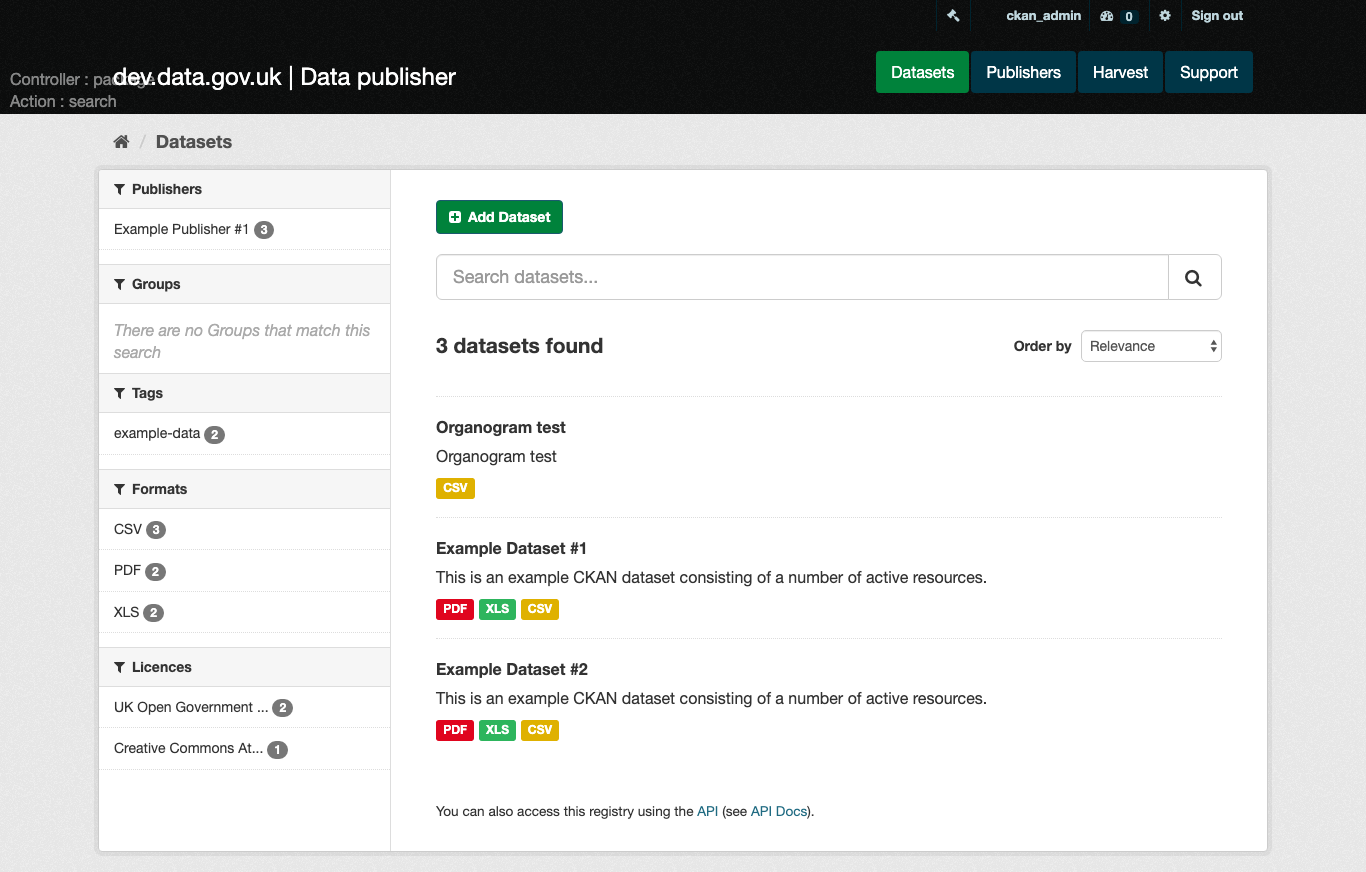 ckan_admin 0 Sign out
Controller : package
Action : search
dev.data.gov.uk | Data publisher
Datasets Publishers Harvest Support
/ Datasets
Publishers
Example Publisher #1 3
Groups
There are no Groups that match this
search
Tags
example-data 2
Formats
CSV 3
PDF 2
XLS 2
Licences
UK Open Government ... 2
Creative Commons At... 1
Add Dataset
Search datasets...
3 datasets found
Order by Relevance
Organogram test
Organogram test
CSV
Example Dataset #1
This is an example CKAN dataset consisting of a number of active resources.
PDF XLS CSV
Example Dataset #2
This is an example CKAN dataset consisting of a number of active resources.
PDF XLS CSV
You can also access this registry using the API (see API Docs).